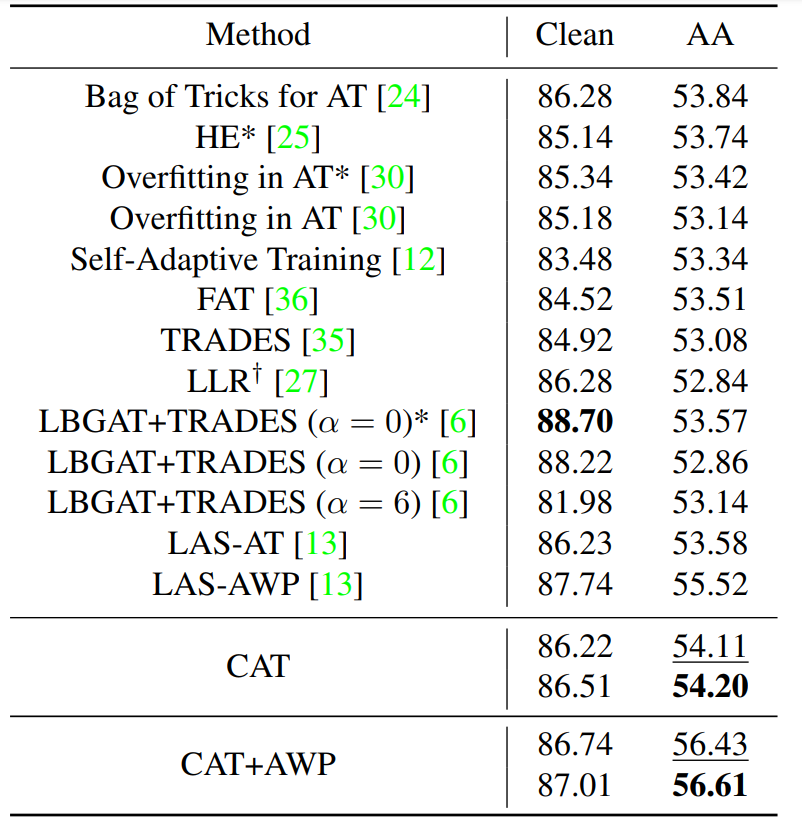 Method Clean AA
Bag of Tricks for AT [24] 86.28 53.84
HE* [25] 85.14 53.74
Overfitting in AT* [30] 85.34 53.42
Overfitting in AT [30] 85.18 53.14
Self-Adaptive Training [12] 83.48 53.34
FAT [36] 84.52 53.51
TRADES [35] 84.92 53.08
LLR† [27] 86.28 52.84
LBGAT+TRADES (α = 0)* [6] 88.70 53.57
LBGAT+TRADES (α = 0) [6] 88.22 52.86
LBGAT+TRADES (α = 6) [6] 81.98 53.14
LAS-AT [13] 86.23 53.58
LAS-AWP [13] 87.74 55.52
CAT
86.22 54.11
86.51 54.20
CAT+AWP
86.74 56.43
87.01 56.61